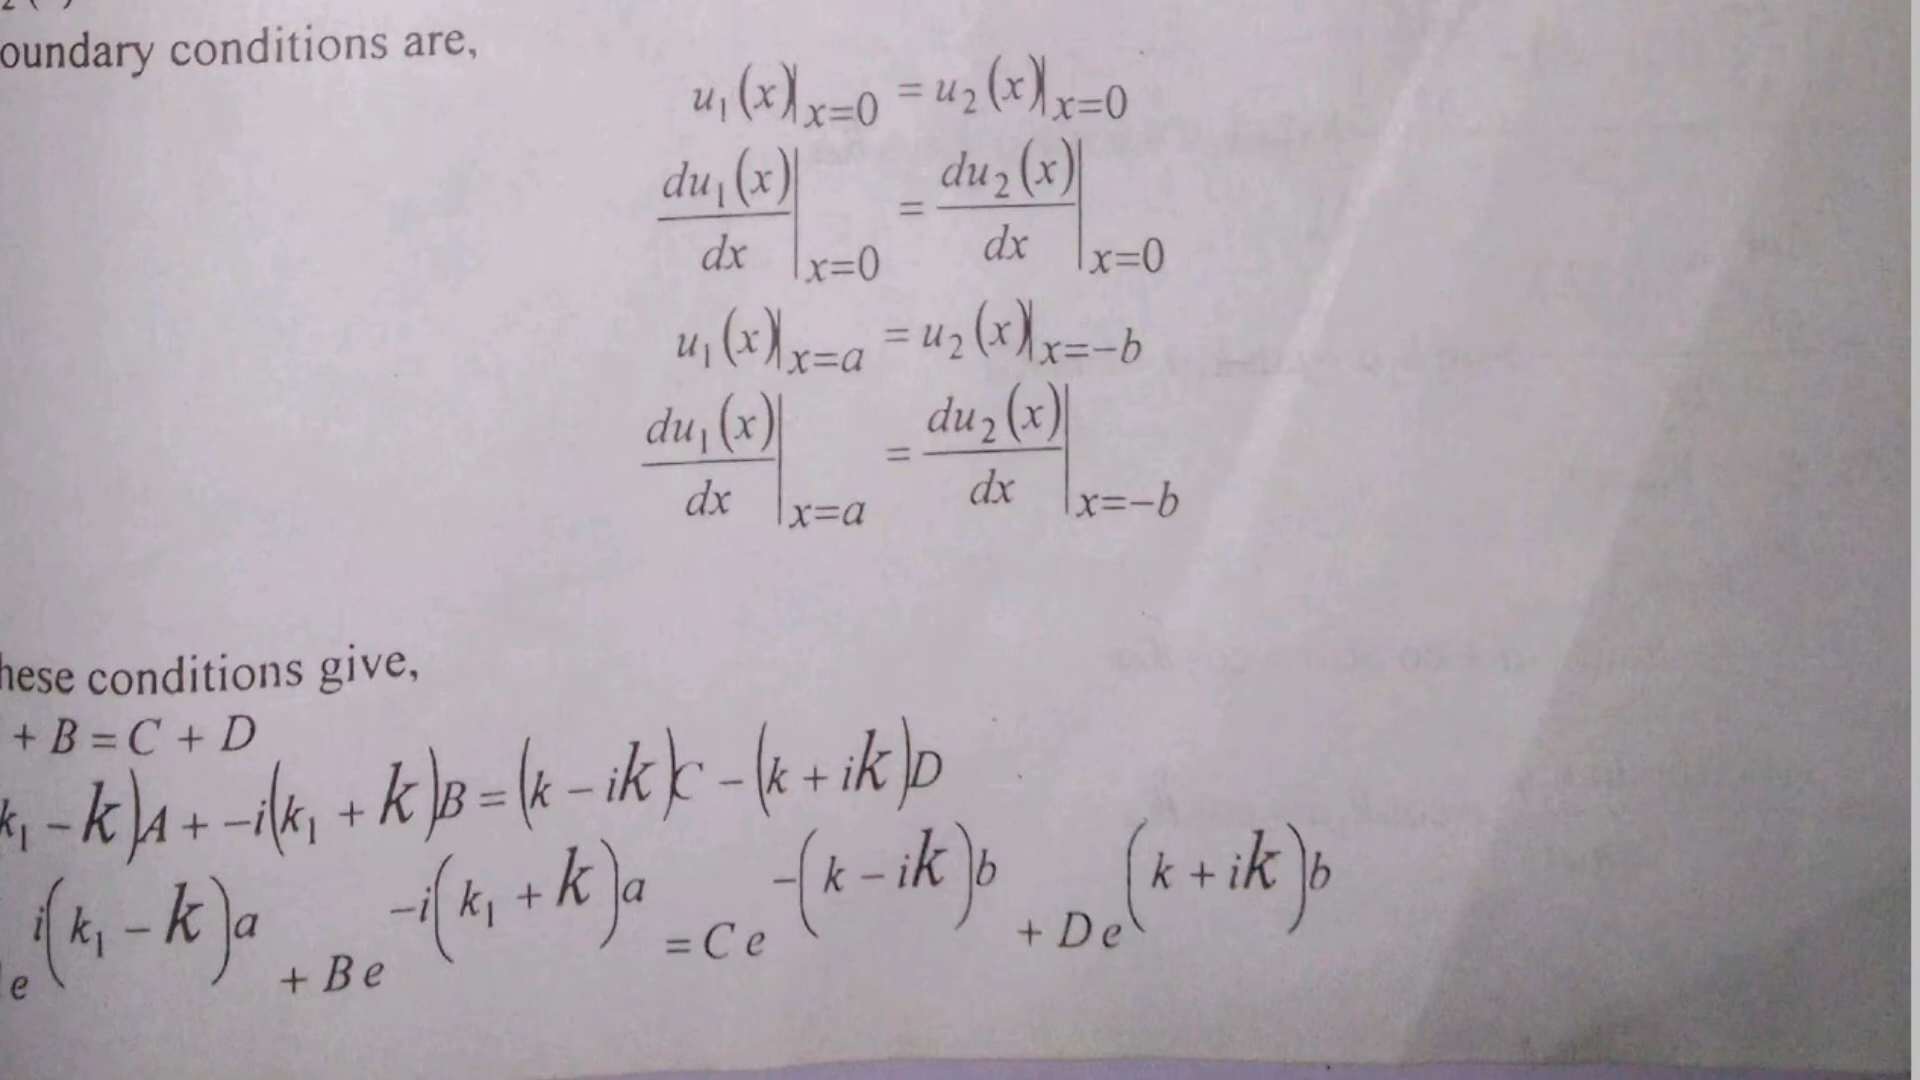 oundary conditions are,
u₁(x)|x=0 = u₂(x)|x=0
du₁(x)/dx|x=0 = du₂(x)/dx|x=0
u₁(x)|x=a = u₂(x)|x=−b
du₁(x)/dx|x=a = du₂(x)/dx|x=−b
hese conditions give,
+ B = C + D
k₁ − k)A + −i(k₁ + k)B = (k − ik)C − (k + ik)D
e^i(k₁ − k)a + Be^−i(k₁ + k)a = Ce^−(k − ik)b + De^(k + ik)b